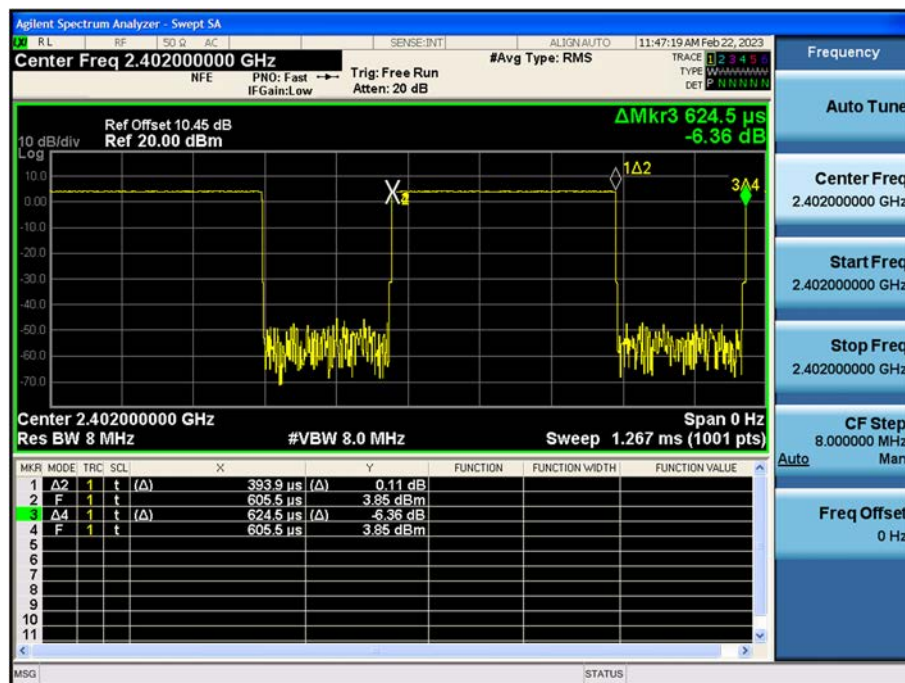 Agilent Spectrum Analyzer - Swept SA
RL RF 50 Ω AC SENSE:INT ALIGNAUTO 11:47:19 AM Feb 22, 2023
Center Freq 2.402000000 GHz
NFE
PNO: Fast
IFGain:Low
Trig: Free Run
Atten: 20 dB
#Avg Type: RMS
TRACE 1 2 3 4 5 6
TYPE W
DET P N N N N N
Frequency
Auto Tune
Center Freq
2.402000000 GHz
Start Freq
2.402000000 GHz
Stop Freq
2.402000000 GHz
CF Step
8.000000 MHz
Auto Man
Freq Offset
0 Hz
ΔMkr3 624.5 µs
-6.36 dB
Ref Offset 10.45 dB
10 dB/div Ref 20.00 dBm
Log
10.0
0.00
-10.0
-20.0
-30.0
-40.0
-50.0
-60.0
-70.0
1Δ2
3Δ4
Center 2.402000000 GHz Span 0 Hz
Res BW 8 MHz #VBW 8.0 MHz Sweep 1.267 ms (1001 pts)
MKR MODE TRC SCL X Y FUNCTION FUNCTION WIDTH FUNCTION VALUE
1 Δ2 1 t (Δ) 393.9 µs (Δ) 0.11 dB
2 F 1 t 605.5 µs 3.85 dBm
3 Δ4 1 t (Δ) 624.5 µs (Δ) -6.36 dB
4 F 1 t 605.5 µs 3.85 dBm
5
6
7
8
9
10
11
MSG STATUS